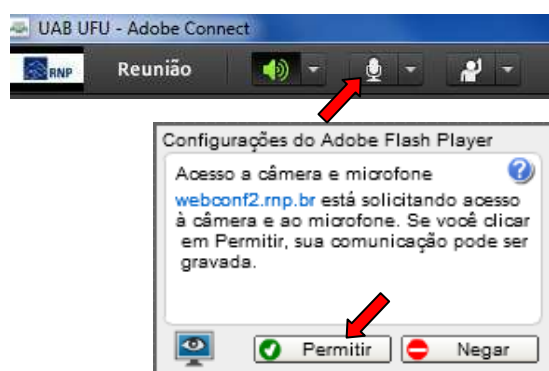 UAB UFU - Adobe Connect
RNP Reunião
Configurações do Adobe Flash Player
Acesso a câmera e microfone
webconf2.rnp.br está solicitando acesso
à câmera e ao microfone. Se você clicar
em Permitir, sua comunicação pode ser
gravada.
Permitir Negar